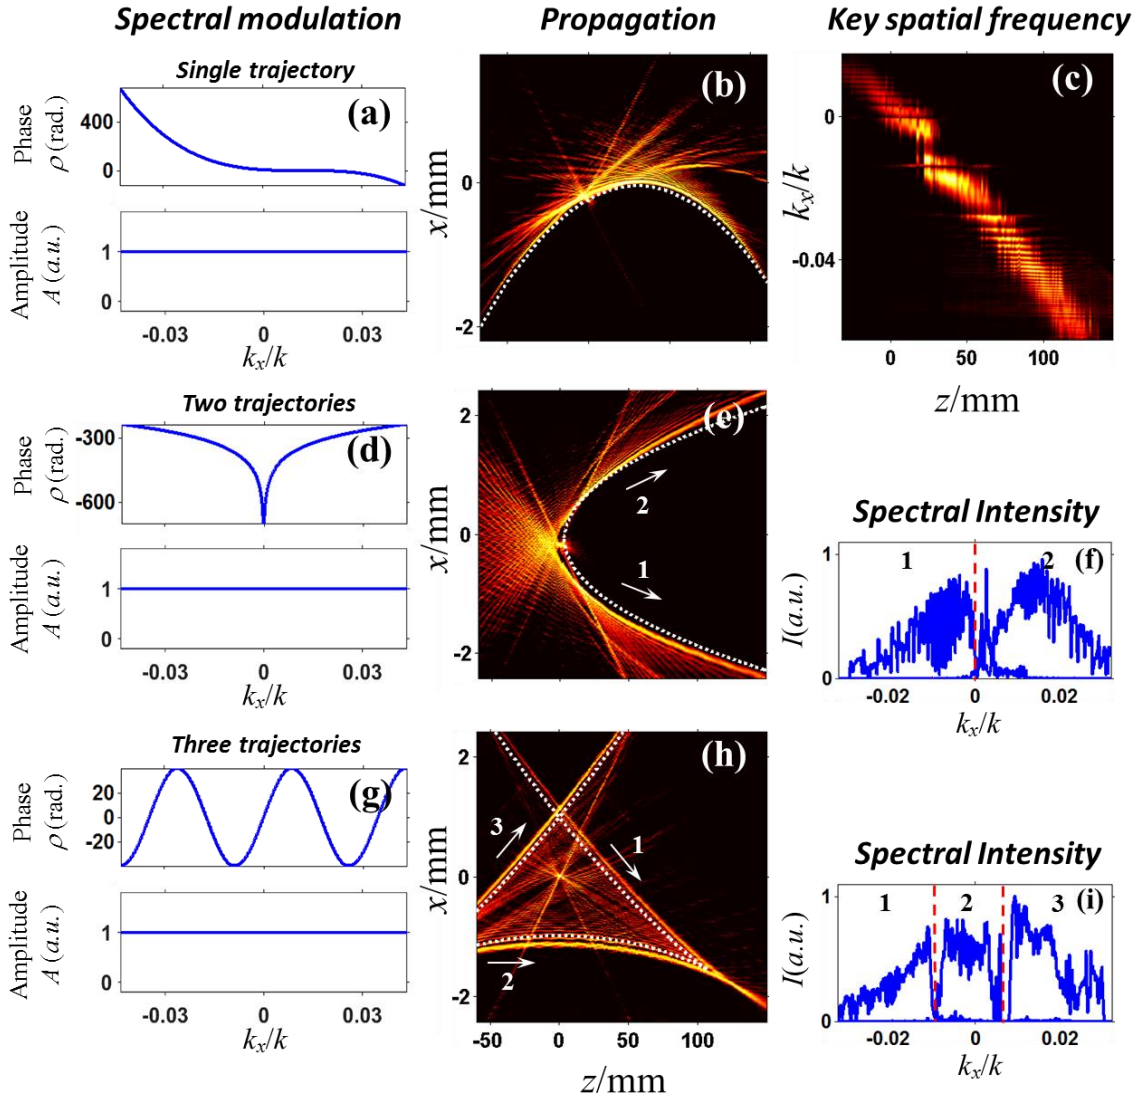 Spectral modulation
Propagation
Key spatial frequency
Single trajectory
(a)
Phase
ρ (rad.)
400
0
Amplitude
A (a.u.)
1
0
-0.03 0 0.03
kx/k
(b)
x/mm
0
-2
(c)
kx/k
0
-0.04
0 50 100
z/mm
Two trajectories
(d)
Phase
ρ (rad.)
-300
-600
Amplitude
A (a.u.)
1
0
-0.03 0 0.03
kx/k
(e)
x/mm
2
0
-2
2
1
Spectral Intensity
(f)
1 2
I(a.u.)
1
0
-0.02 0 0.02
kx/k
Three trajectories
(g)
Phase
ρ (rad.)
20
-20
Amplitude
A (a.u.)
1
0
-0.03 0 0.03
kx/k
(h)
x/mm
2
0
-2
3
1
2
-50 0 50 100
z/mm
Spectral Intensity
(i)
1 2 3
I(a.u.)
1
0
-0.02 0 0.02
kx/k